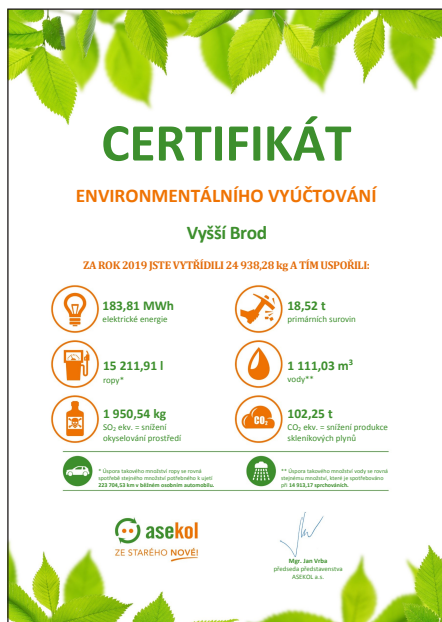 CERTIFIKÁT
ENVIRONMENTÁLNÍHO VYÚČTOVÁNÍ
Vyšší Brod
ZA ROK 2019 JSTE VYTŘÍDILI 24 938,28 kg A TÍM USPOŘILI:
183,81 MWh
elektrické energie
18,52 t
primárních surovin
15 211,91 l
ropy*
1 111,03 m³
vody**
1 950,54 kg
SO₂ ekv. = snížení
okyselování prostředí
CO₂
102,25 t
CO₂ ekv. = snížení produkce
skleníkových plynů
* Úspora takového množství ropy se rovná
spotřebě stejného množství potřebného k ujetí
223 704,53 km v běžném osobním automobilu.
** Úspora takového množství vody se rovná
stejnému množství, které je spotřebováno
při 14 913,17 sprchováních.
asekol
ZE STARÉHO NOVÉ!
Mgr. Jan Vrba
předseda představenstva
ASEKOL a.s.